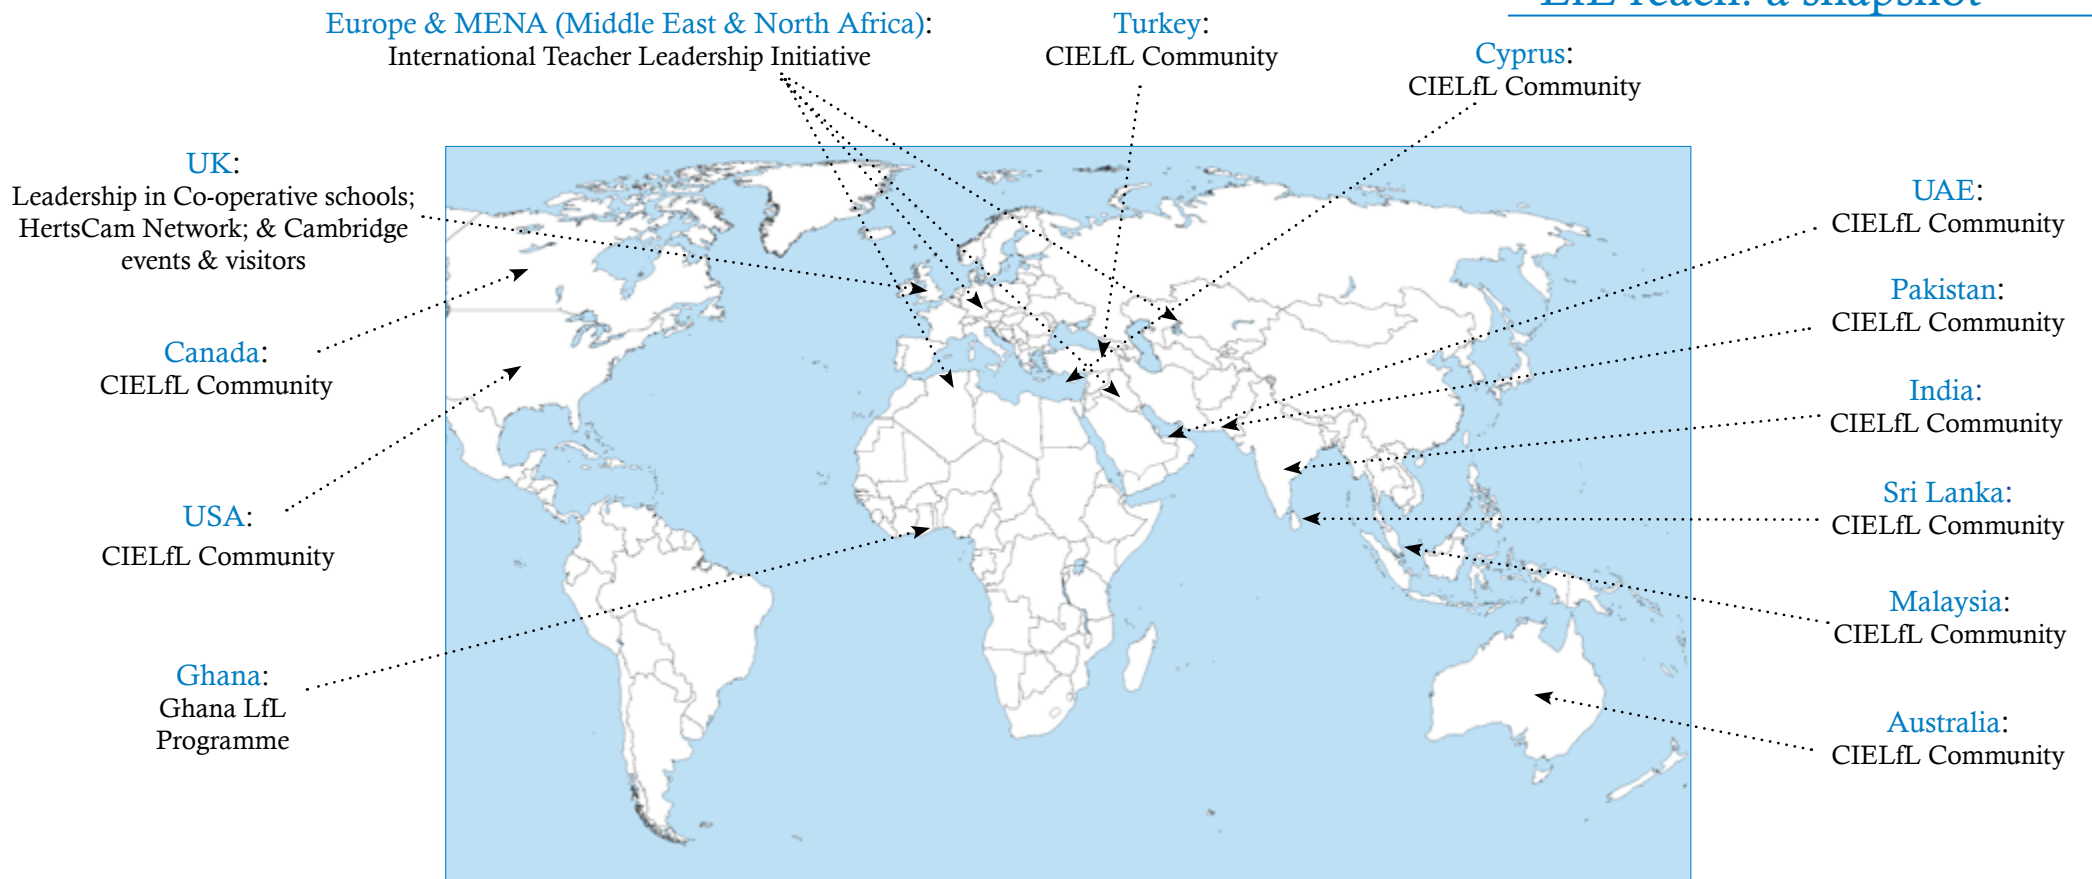 reach: a snapshot
Europe & MENA (Middle East & North Africa):
International Teacher Leadership Initiative
Turkey:
CIELfL Community
Cyprus:
CIELfL Community
UK:
Leadership in Co-operative schools;
HertsCam Network; & Cambridge
events & visitors
Canada:
CIELfL Community
USA:
CIELfL Community
Ghana:
Ghana LfL
Programme
UAE:
CIELfL Community
Pakistan:
CIELfL Community
India:
CIELfL Community
Sri Lanka:
CIELfL Community
Malaysia:
CIELfL Community
Australia:
CIELfL Community